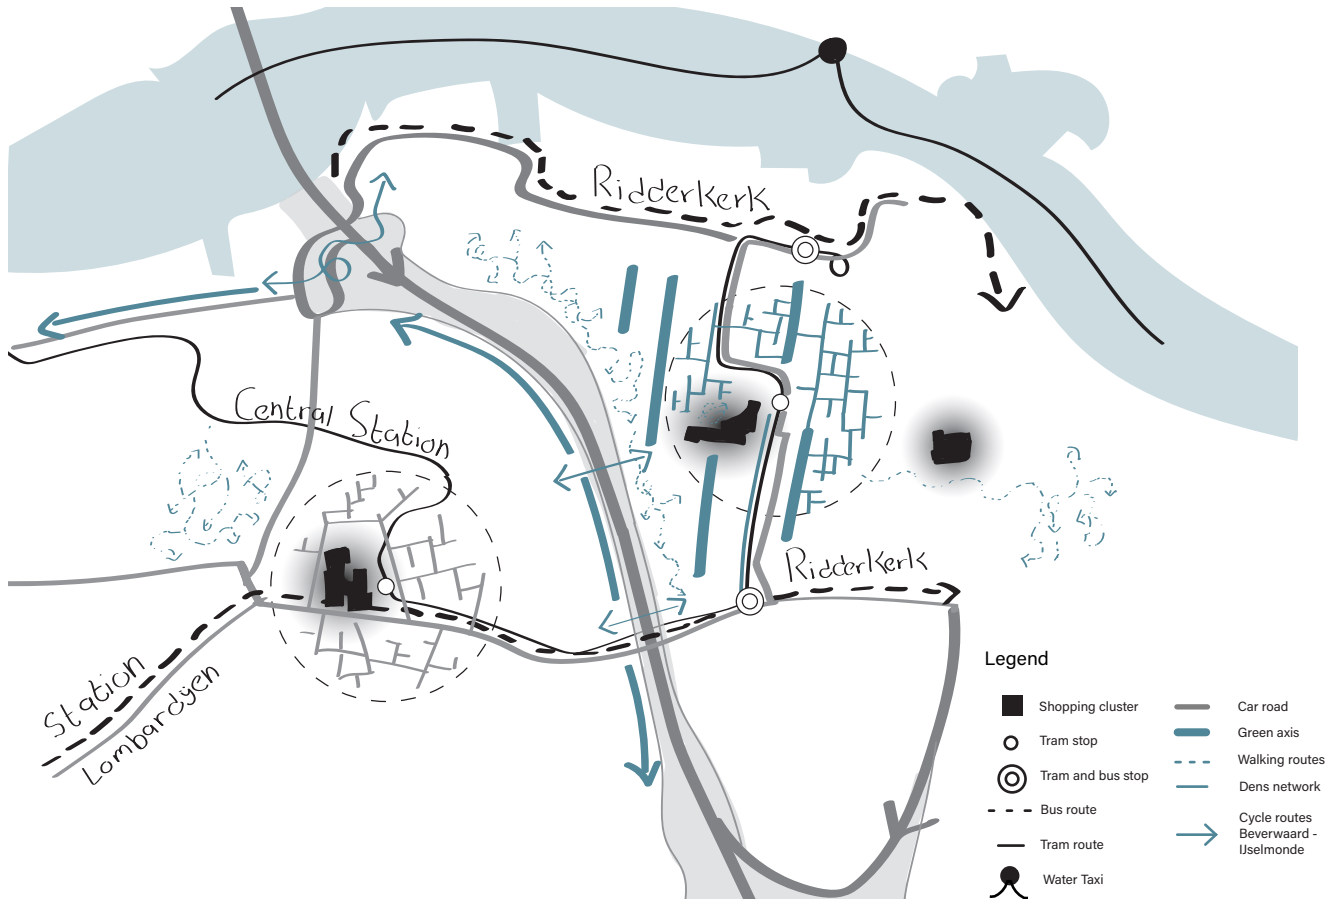 Ridderkerk
Central Station
Ridderkerk
Station
Lombardijen
Legend
Shopping cluster
Tram stop
Tram and bus stop
Bus route
Tram route
Water Taxi
Car road
Green axis
Walking routes
Dens network
Cycle routes
Beverwaard -
IJselmonde